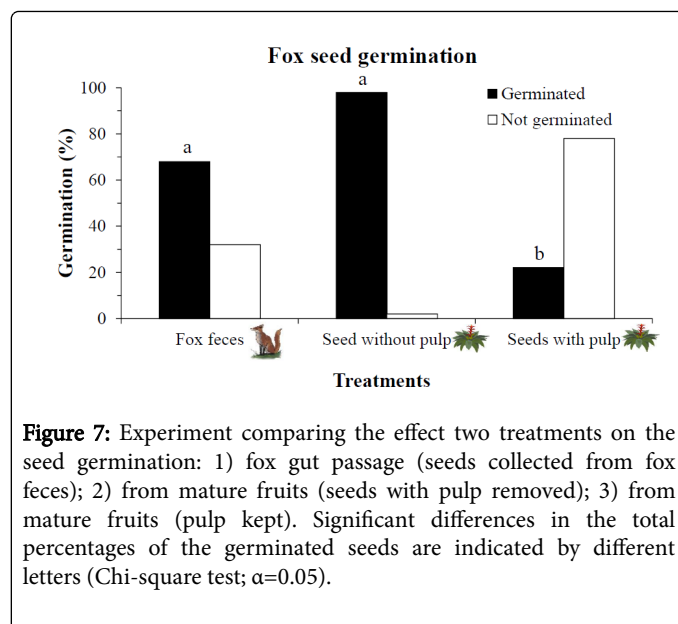 Fox seed germination
100
80
60
40
20
0
Germination (%)
a
a
b
Germinated
Not germinated
Fox feces
Seed without pulp
Seeds with pulp
Treatments
Figure 7: Experiment comparing the effect two treatments on the
seed germination: 1) fox gut passage (seeds collected from fox
feces); 2) from mature fruits (seeds with pulp removed); 3) from
mature fruits (pulp kept). Significant differences in the total
percentages of the germinated seeds are indicated by different
letters (Chi-square test; α=0.05).